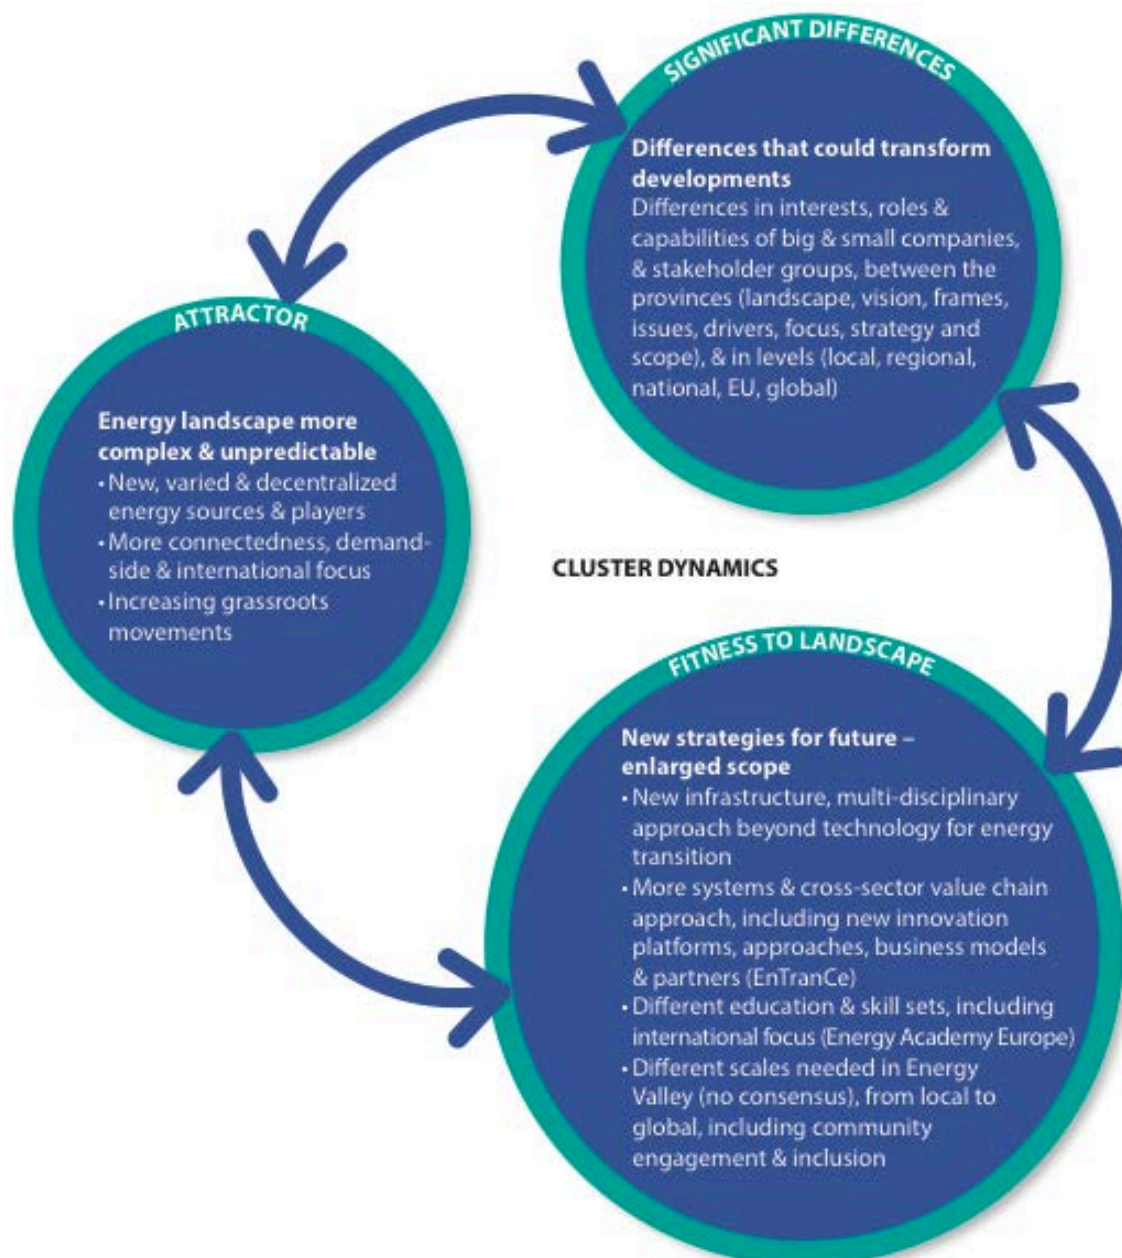 SIGNIFICANT DIFFERENCES
Differences that could transform
developments
Differences in interests, roles &
capabilities of big & small companies,
& stakeholder groups, between the
provinces (landscape, vision, frames,
issues, drivers, focus, strategy and
scope), & in levels (local, regional,
national, EU, global)
ATTRACTOR
Energy landscape more
complex & unpredictable
• New, varied & decentralized
energy sources & players
• More connectedness, demand-
side & international focus
• Increasing grassroots
movements
CLUSTER DYNAMICS
FITNESS TO LANDSCAPE
New strategies for future –
enlarged scope
• New infrastructure, multi-disciplinary
approach beyond technology for energy
transition
• More systems & cross-sector value chain
approach, including new innovation
platforms, approaches, business models
& partners (EnTranCe)
• Different education & skill sets, including
international focus (Energy Academy Europe)
• Different scales needed in Energy
Valley (no consensus), from local to
global, including community
engagement & inclusion